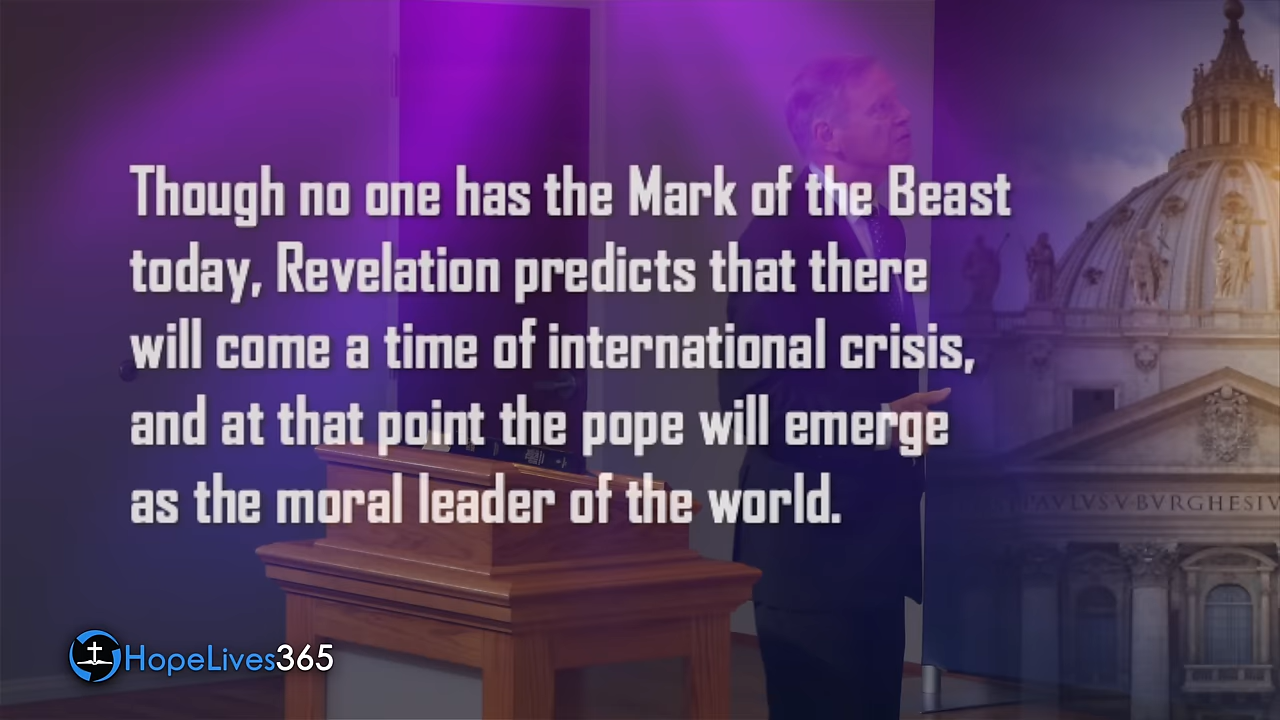 Though no one has the Mark of the Beast
today, Revelation predicts that there
will come a time of international crisis,
and at that point the pope will emerge
as the moral leader of the world.
PAVLVS V BVRGHESIV
HopeLives365